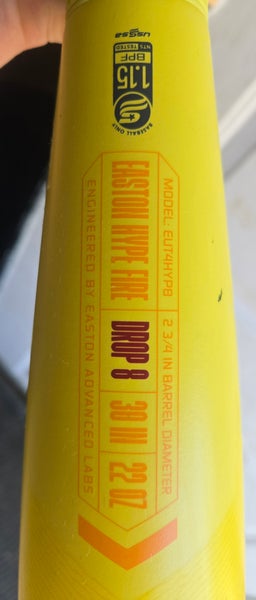 USSSA
NTS TESTED
BPF
1.15
BASEBALL ONLY
MODEL: EUT4HYP8 2 3/4 IN BARREL DIAMETER
EASTON HYPE FIRE DROP 8 30 IN 22 OZ
ENGINEERED BY EASTON ADVANCED LABS